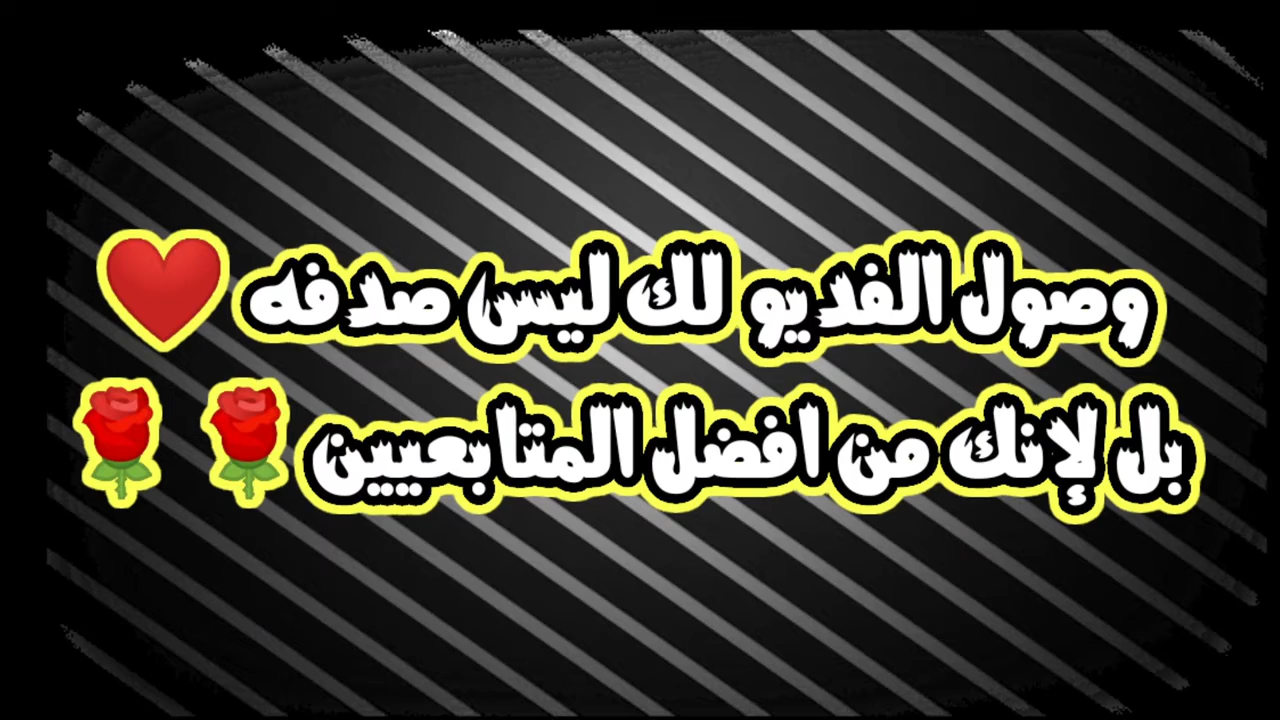 وصول الفديو لك ليس صدفه ❤️
بل لإنك من افضل المتابعيين 🌹 🌹